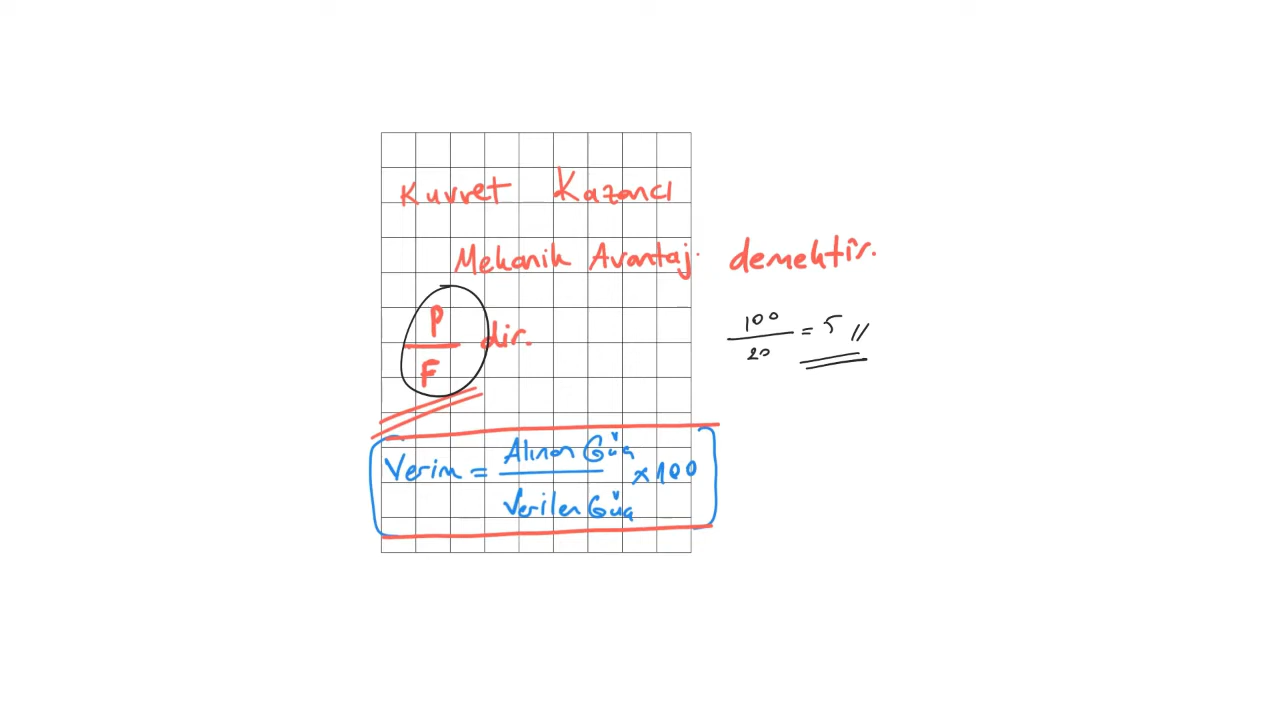 Kuvvet Kazancı
Mekanik Avantaj demektir.
P
F
dir.
100
20
= 5 //
Verim = Alınan Güç
Verilen Güç
x100